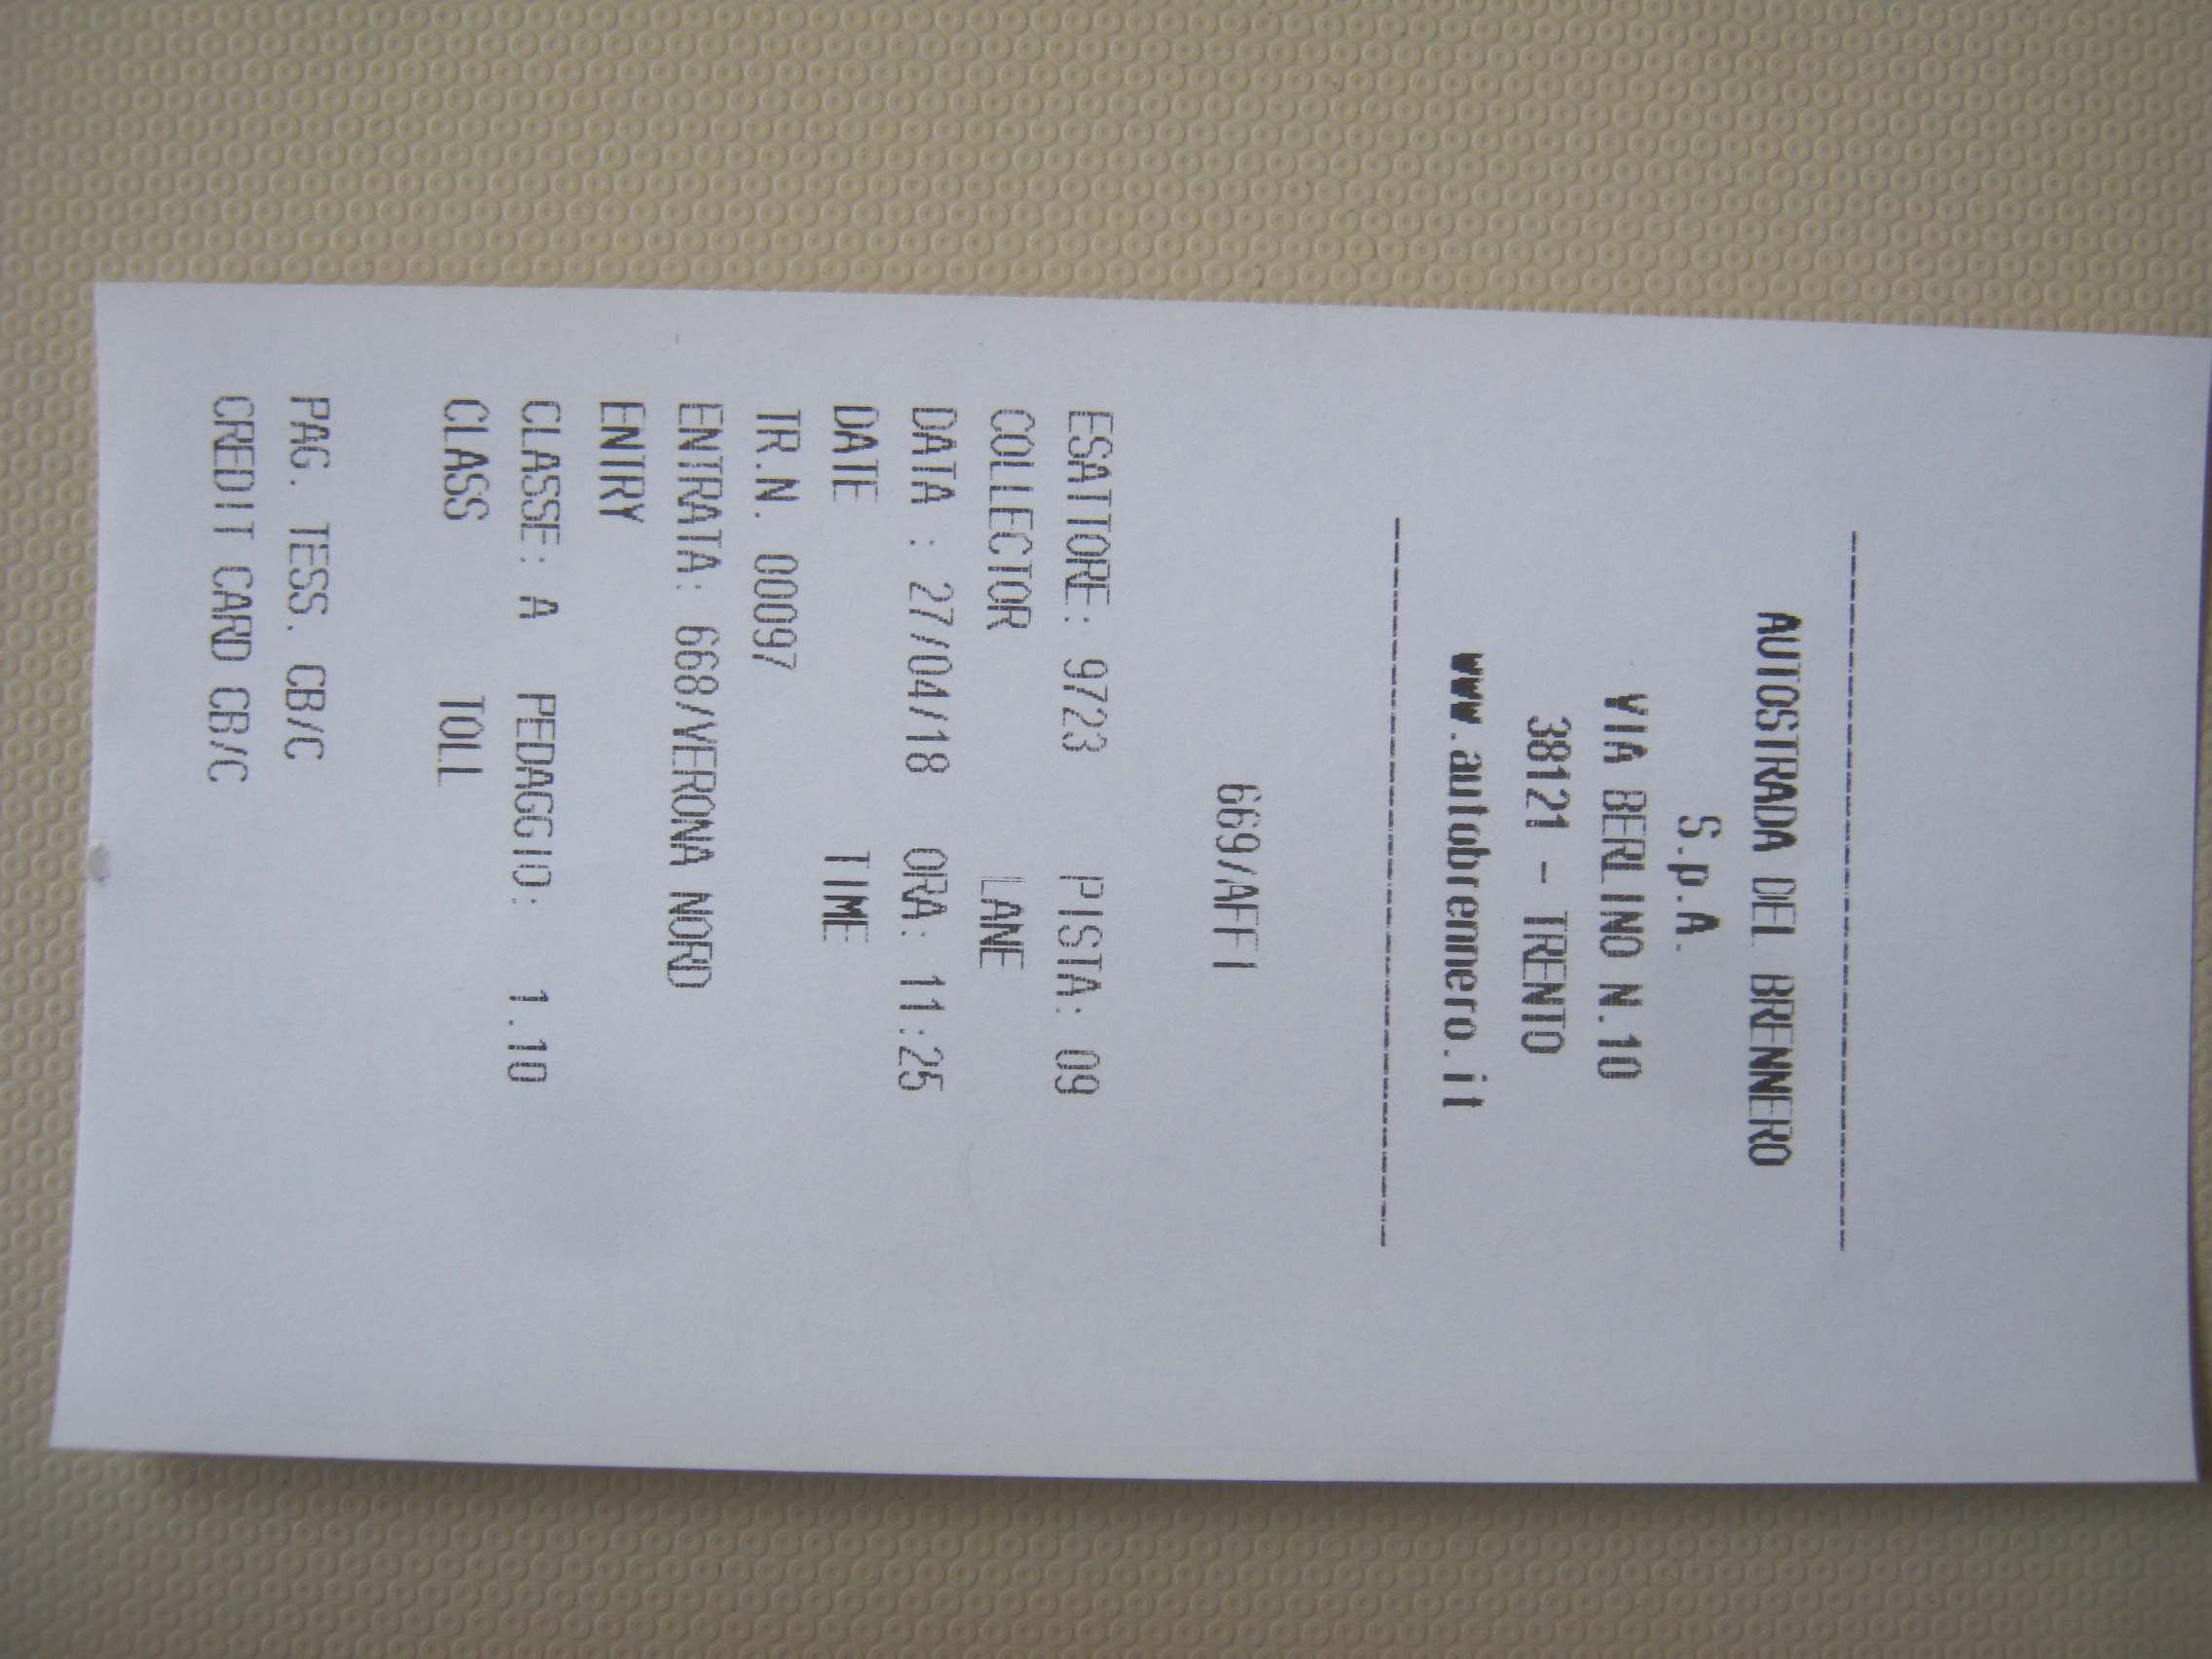 AUTOSTRADA DEL BRENNERO
S.p.A.
VIA BERLINO N.10
38121 - TRENTO
www.autobrennero.it
669/AFFI
ESATTORE: 9723 PISTA: 09
COLLECTOR LANE
DATA : 27/04/18 ORA: 11:25
DATE TIME
TR.N. 00097
ENTRATA: 668/VERONA NORD
ENTRY
CLASSE: A PEDAGGIO: 1.10
CLASS TOLL
PAG. TESS. CB/C
CREDIT CARD CB/C